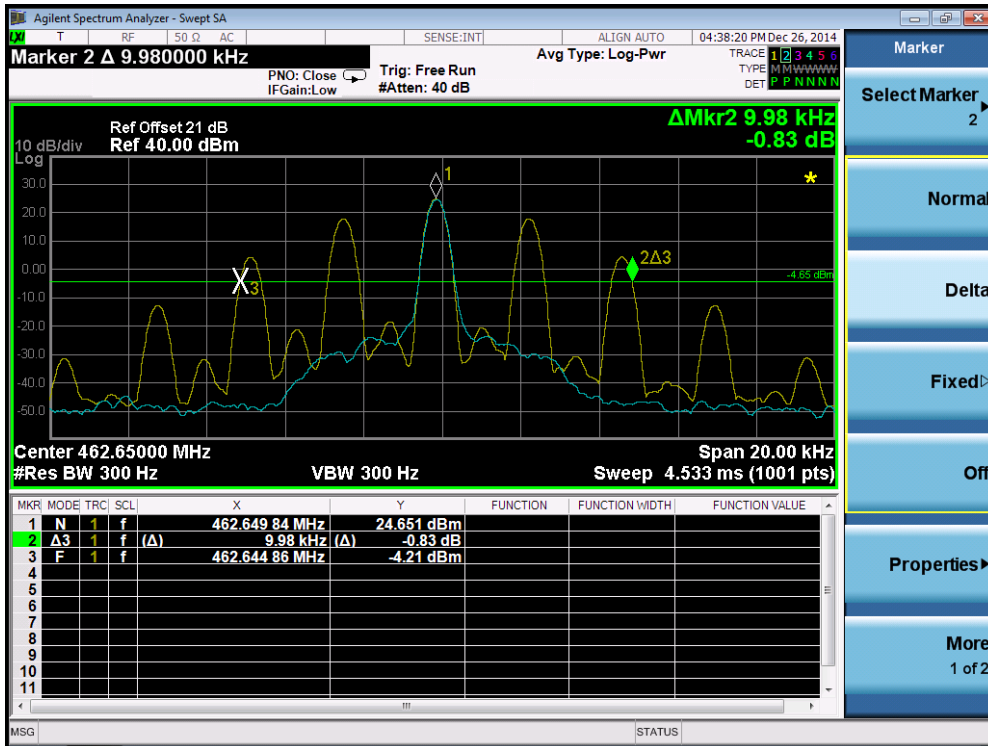 Agilent Spectrum Analyzer - Swept SA
LXI T RF 50 Ω AC SENSE:INT ALIGN AUTO 04:38:20 PM Dec 26, 2014
Marker 2 Δ 9.980000 kHz
PNO: Close
IFGain:Low
Trig: Free Run
#Atten: 40 dB
Avg Type: Log-Pwr
TRACE 1 2 3 4 5 6
TYPE M M W W W W
DET P P N N N N
Ref Offset 21 dB
10 dB/div Ref 40.00 dBm
Log
ΔMkr2 9.98 kHz
-0.83 dB
30.0
20.0
10.0
0.00
-10.0
-20.0
-30.0
-40.0
-50.0
1
*
2Δ3
3
-4.65 dBm
Center 462.65000 MHz Span 20.00 kHz
#Res BW 300 Hz VBW 300 Hz Sweep 4.533 ms (1001 pts)
MKR MODE TRC SCL X Y FUNCTION FUNCTION WIDTH FUNCTION VALUE
1 N 1 f 462.649 84 MHz 24.651 dBm
2 Δ3 1 f (Δ) 9.98 kHz (Δ) -0.83 dB
3 F 1 f 462.644 86 MHz -4.21 dBm
4
5
6
7
8
9
10
11
MSG STATUS
Marker
Select Marker
2
Normal
Delta
Fixed
Off
Properties
More
1 of 2